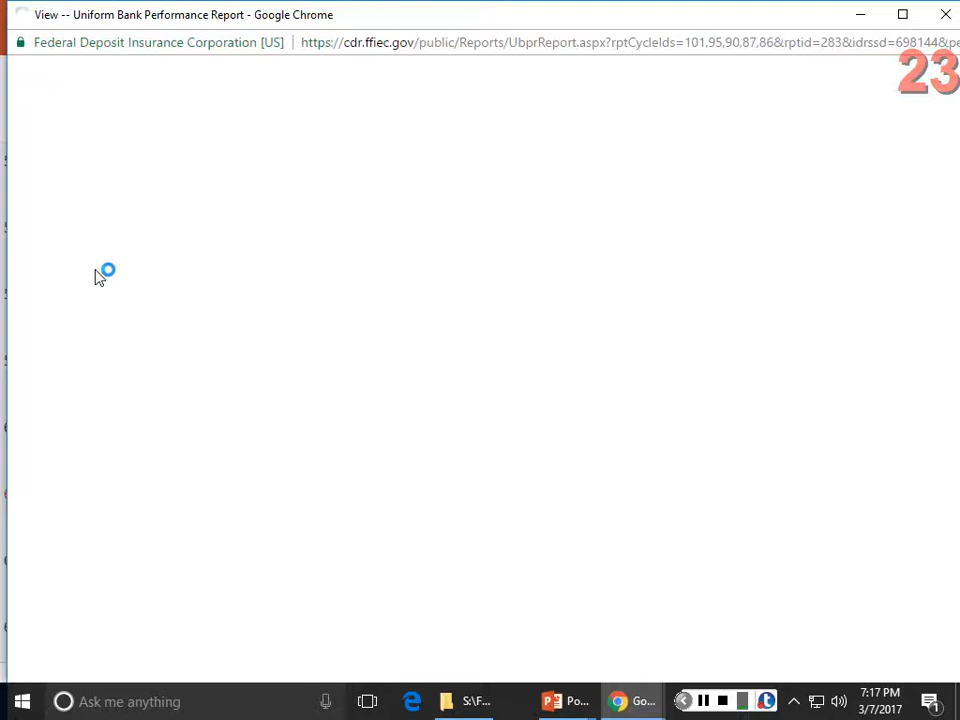 View -- Uniform Bank Performance Report - Google Chrome
Federal Deposit Insurance Corporation [US] | https://cdr.ffiec.gov/public/Reports/UbprReport.aspx?rptCycleIds=101,95,90,87,86&rptid=283&idrssd=698144&pe
23
Ask me anything
S:\F...
Po...
Go...
7:17 PM
3/7/2017
1